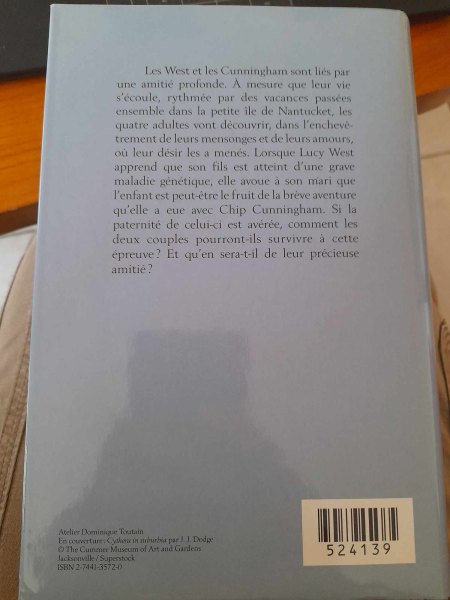 Les West et les Cunningham sont liés par
une amitié profonde. À mesure que leur vie
s'écoule, rythmée par des vacances passées
ensemble dans la petite île de Nantucket, les
quatre adultes vont découvrir, dans l'enchevê-
trement de leurs mensonges et de leurs amours,
où leur désir les a menés. Lorsque Lucy West
apprend que son fils est atteint d'une grave
maladie génétique, elle avoue à son mari que
l'enfant est peut-être le fruit de la brève aventure
qu'elle a eue avec Chip Cunningham. Si la
paternité de celui-ci est avérée, comment les
deux couples pourront-ils survivre à cette
épreuve ? Et qu'en sera-t-il de leur précieuse
amitié ?
Atelier Dominique Toutain
En couverture : Cythera in suburbia par J. J. Dodge
© The Cummer Museum of Art and Gardens
Jacksonville / Superstock
ISBN 2-7441-3572-0
524139